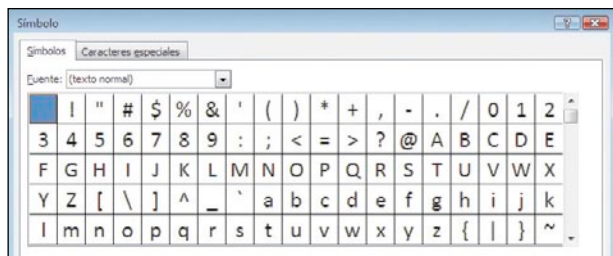 Símbolo
Símbolos Caracteres especiales
Fuente: (texto normal)
! " # $ % & ' ( ) * + , - . / 0 1 2
3 4 5 6 7 8 9 : ; < = > ? @ A B C D E
F G H I J K L M N O P Q R S T U V W X
Y Z [ \ ] ^ _ ` a b c d e f g h i j k
l m n o p q r s t u v w x y z { | } ~